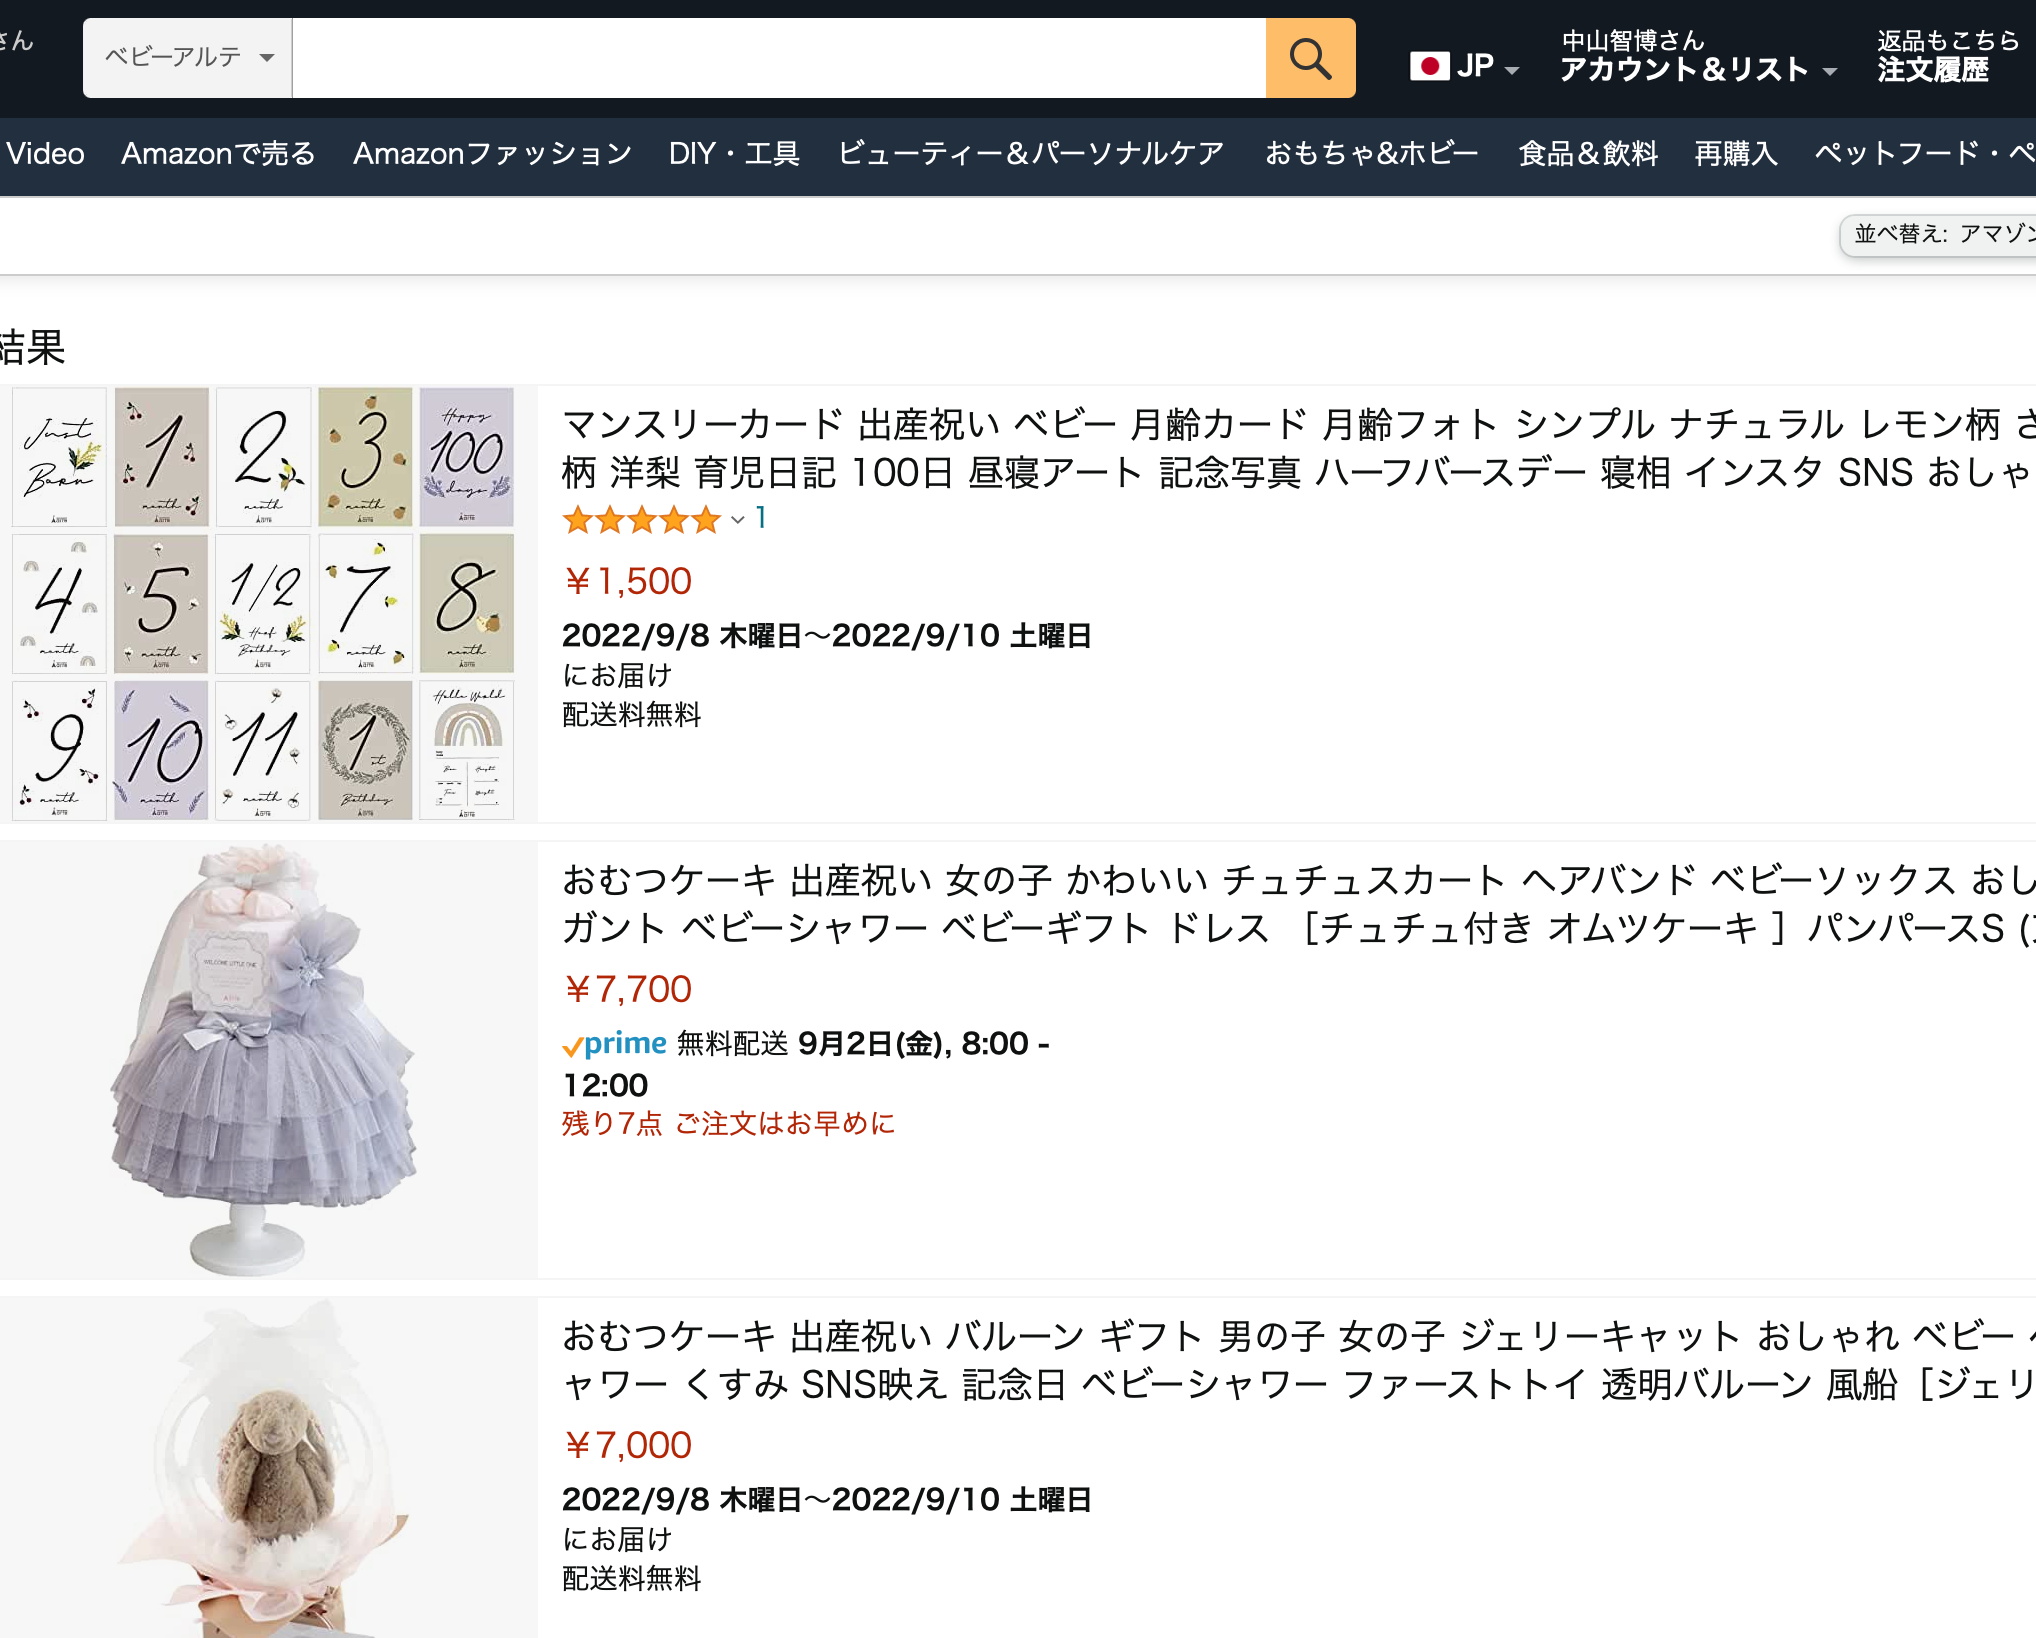 さん
ベビーアルテ
JP
中山智博さん
アカウント＆リスト
返品もこちら
注文履歴
Video Amazonで売る Amazonファッション DIY・工具 ビューティー＆パーソナルケア おもちゃ&ホビー 食品＆飲料 再購入 ペットフード・ペ
並べ替え: アマゾン
結果
Just Born
1 month
2 month
3 month
Happy 100 days
4 month
5 month
1/2 Half Birthday
7 month
8 month
9 month
10 month
11 month
1st Birthday
Hello World
マンスリーカード 出産祝い ベビー 月齢カード 月齢フォト シンプル ナチュラル レモン柄 さ
柄 洋梨 育児日記 100日 昼寝アート 記念写真 ハーフバースデー 寝相 インスタ SNS おしゃ
1
￥1,500
2022/9/8 木曜日～2022/9/10 土曜日
にお届け
配送料無料
WELCOME LITTLE ONE
おむつケーキ 出産祝い 女の子 かわいい チュチュスカート ヘアバンド ベビーソックス おし
ガント ベビーシャワー ベビーギフト ドレス ［チュチュ付き オムツケーキ ］パンパースS (
￥7,700
prime 無料配送 9月2日(金), 8:00 -
12:00
残り7点 ご注文はお早めに
おむつケーキ 出産祝い バルーン ギフト 男の子 女の子 ジェリーキャット おしゃれ ベビー
ャワー くすみ SNS映え 記念日 ベビーシャワー ファーストトイ 透明バルーン 風船［ジェリ
￥7,000
2022/9/8 木曜日～2022/9/10 土曜日
にお届け
配送料無料